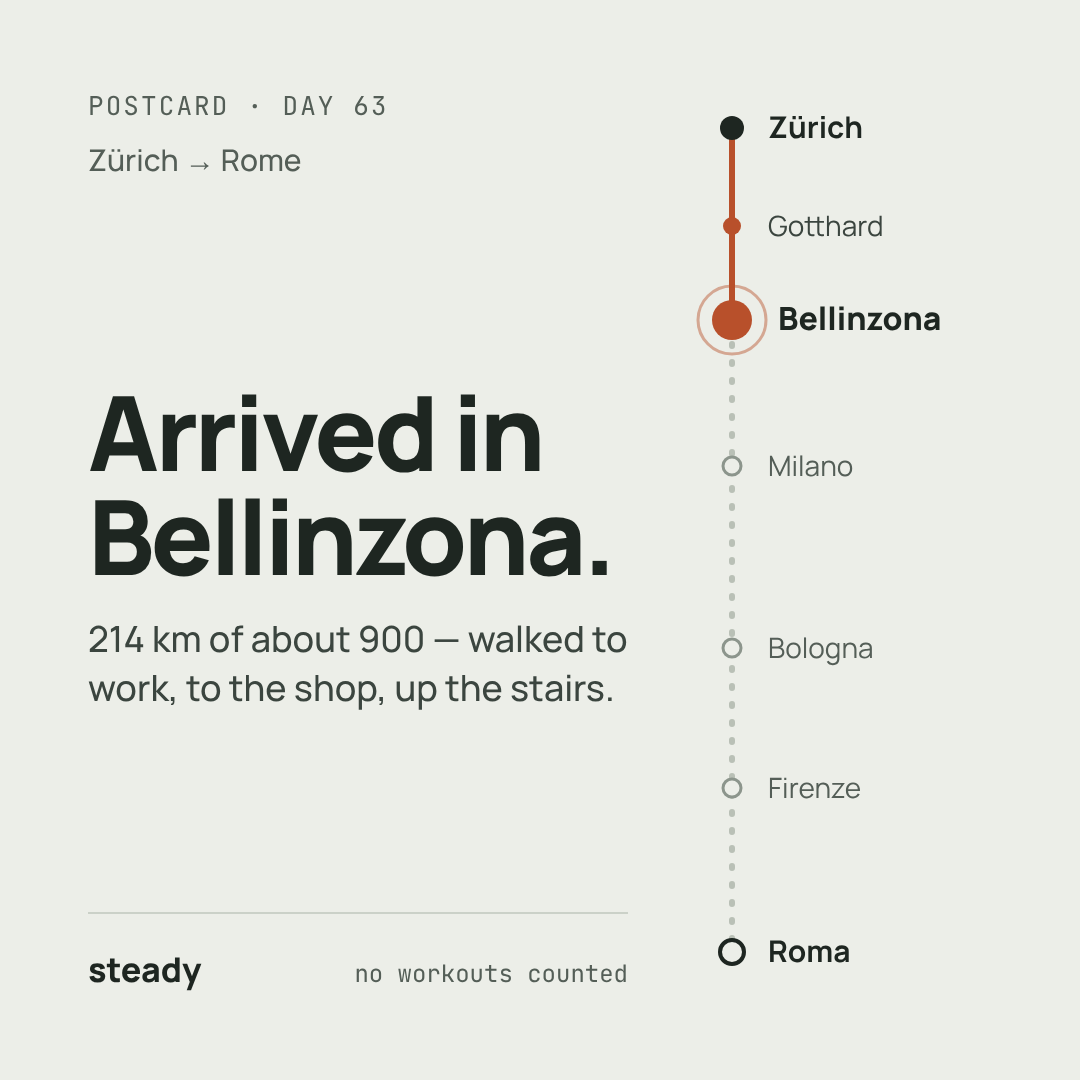 POSTCARD · DAY 63
Zürich → Rome
Arrived in
Bellinzona.
214 km of about 900 — walked to
work, to the shop, up the stairs.
steady
no workouts counted
Zürich
Gotthard
Bellinzona
Milano
Bologna
Firenze
Roma